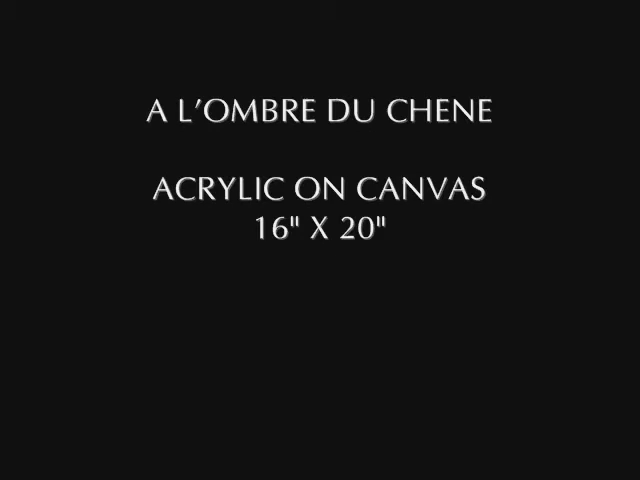 A L’OMBRE DU CHENE
ACRYLIC ON CANVAS
16" X 20"